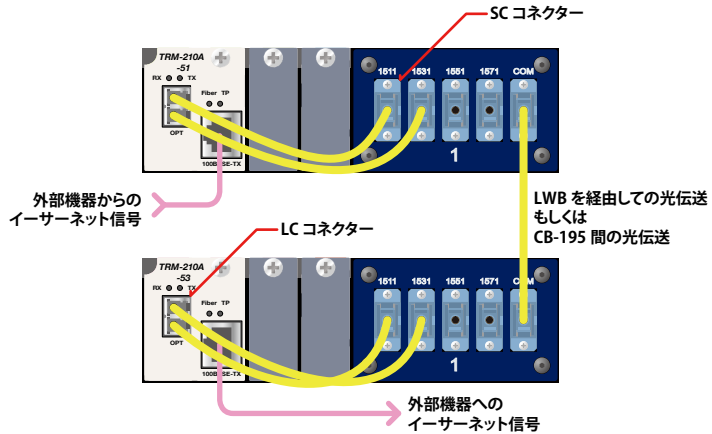 SC コネクター
TRM-210A
-51
RX TX
Fiber TP
OPT
100BASE-TX
1511 1531 1551 1571 COM
1
外部機器からの
イーサーネット信号
LWB を経由しての光伝送
もしくは
CB-195 間の光伝送
LC コネクター
TRM-210A
-53
RX TX
Fiber TP
OPT
100BASE-TX
1511 1531 1551 1571 COM
1
外部機器への
イーサーネット信号